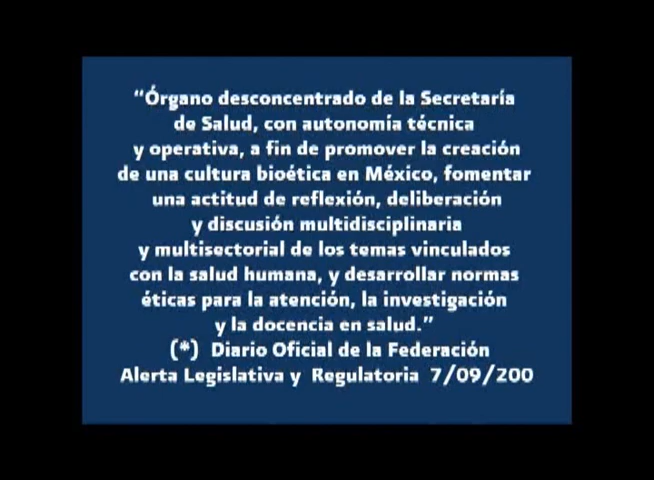 “Órgano desconcentrado de la Secretaría
de Salud, con autonomía técnica
y operativa, a fin de promover la creación
de una cultura bioética en México, fomentar
una actitud de reflexión, deliberación
y discusión multidisciplinaria
y multisectorial de los temas vinculados
con la salud humana, y desarrollar normas
éticas para la atención, la investigación
y la docencia en salud.”
(*) Diario Oficial de la Federación
Alerta Legislativa y Regulatoria 7/09/200